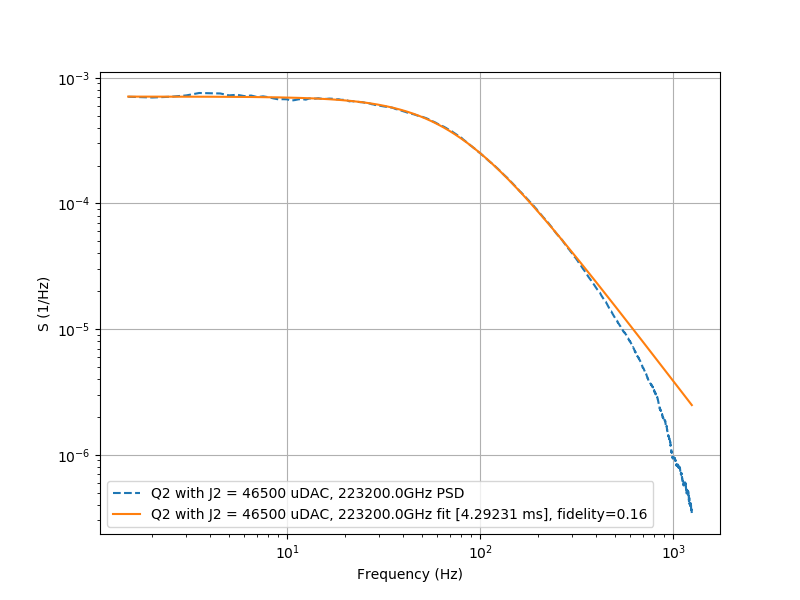 10⁻³
10⁻⁴
10⁻⁵
10⁻⁶
S (1/Hz)
Q2 with J2 = 46500 uDAC, 223200.0GHz PSD
Q2 with J2 = 46500 uDAC, 223200.0GHz fit [4.29231 ms], fidelity=0.16
10¹ 10² 10³
Frequency (Hz)